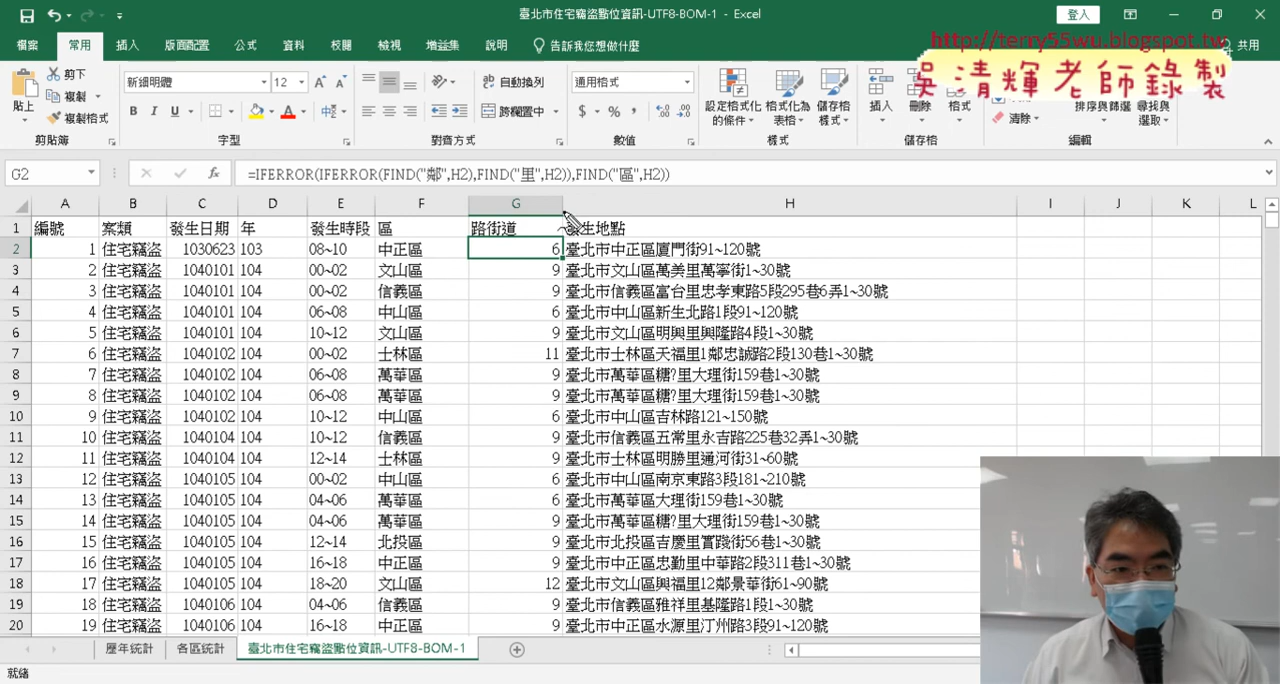 臺北市住宅竊盜點位資訊-UTF8-BOM-1 - Excel
登入
檔案 常用 插入 版面配置 公式 資料 校閱 檢視 增益集 說明 告訴我您想做什麼 共用
http://terry55wu.blogspot.tw
吳清輝老師錄製
貼上 剪下 複製 複製格式
新細明體 12
B I U
自動換列
跨欄置中
通用格式
$ % ,
設定格式化的條件 格式化為表格 儲存格樣式
插入 刪除 格式
清除 排序與篩選 尋找與選取
剪貼簿 字型 對齊方式 數值 樣式 儲存格 編輯
G2 fx =IFERROR(IFERROR(FIND("鄰",H2),FIND("里",H2)),FIND("區",H2))
A B C D E F G H I J K L
1 編號 案類 發生日期 年 發生時段 區 路街道 發生地點
2 1 住宅竊盜 1030623 103 08~10 中正區 6 臺北市中正區廈門街91~120號
3 2 住宅竊盜 1040101 104 00~02 文山區 9 臺北市文山區萬美里萬寧街1~30號
4 3 住宅竊盜 1040101 104 00~02 信義區 9 臺北市信義區富台里忠孝東路5段295巷6弄1~30號
5 4 住宅竊盜 1040101 104 06~08 中山區 6 臺北市中山區新生北路1段91~120號
6 5 住宅竊盜 1040101 104 10~12 文山區 9 臺北市文山區明興里興隆路4段1~30號
7 6 住宅竊盜 1040102 104 00~02 士林區 11 臺北市士林區天福里1鄰忠誠路2段130巷1~30號
8 7 住宅竊盜 1040102 104 06~08 萬華區 9 臺北市萬華區糖?里大理街159巷1~30號
9 8 住宅竊盜 1040102 104 06~08 萬華區 9 臺北市萬華區糖?里大理街159巷1~30號
10 9 住宅竊盜 1040102 104 10~12 中山區 6 臺北市中山區吉林路121~150號
11 10 住宅竊盜 1040104 104 10~12 信義區 9 臺北市信義區五常里永吉路225巷32弄1~30號
12 11 住宅竊盜 1040104 104 12~14 士林區 9 臺北市士林區明勝里通河街31~60號
13 12 住宅竊盜 1040105 104 00~02 中山區 6 臺北市中山區南京東路3段181~210號
14 13 住宅竊盜 1040105 104 04~06 萬華區 6 臺北市萬華區大理街159巷1~30號
15 14 住宅竊盜 1040105 104 04~06 萬華區 9 臺北市萬華區糖?里大理街159巷1~30號
16 15 住宅竊盜 1040105 104 12~14 北投區 9 臺北市北投區吉慶里實踐街56巷1~30號
17 16 住宅竊盜 1040105 104 16~18 中正區 9 臺北市中正區忠勤里中華路2段311巷1~30號
18 17 住宅竊盜 1040105 104 18~20 文山區 12 臺北市文山區興福里12鄰景華街61~90號
19 18 住宅竊盜 1040106 104 04~06 信義區 9 臺北市信義區雅祥里基隆路1段1~30號
20 19 住宅竊盜 1040106 104 16~18 中正區 9 臺北市中正區水源里汀州路3段91~120號
歷年統計 各區統計 臺北市住宅竊盜點位資訊-UTF8-BOM-1
就緒